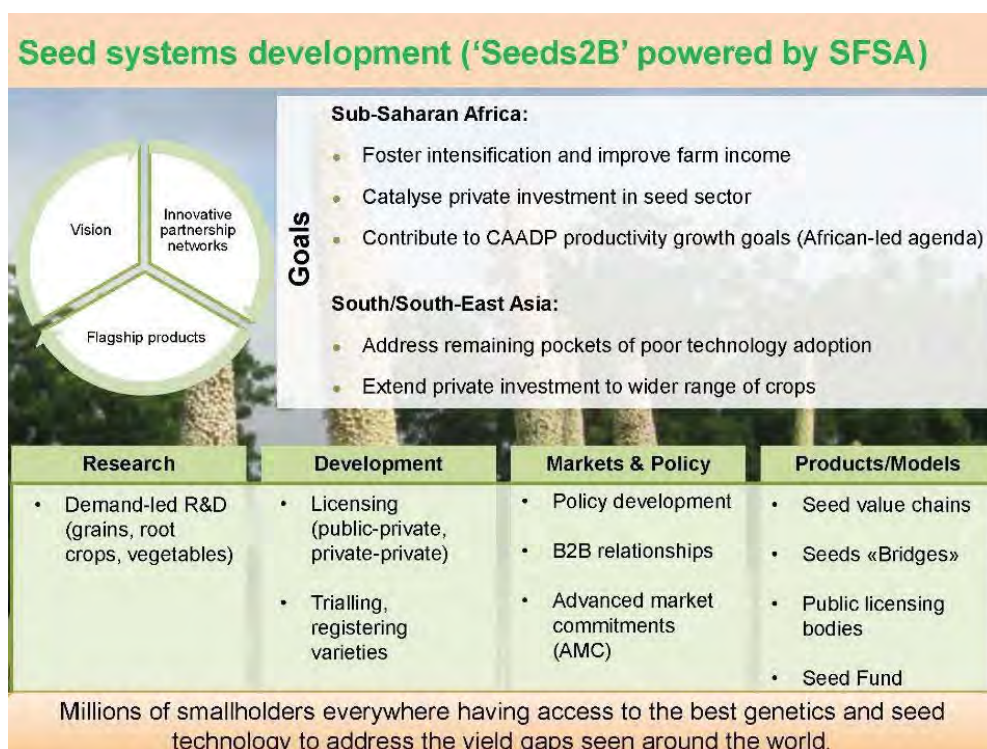 Seed systems development (‘Seeds2B’ powered by SFSA)
Vision
Innovative
partnership
networks
Flagship products
Goals
Sub-Saharan Africa:
• Foster intensification and improve farm income
• Catalyse private investment in seed sector
• Contribute to CAADP productivity growth goals (African-led agenda)
South/South-East Asia:
• Address remaining pockets of poor technology adoption
• Extend private investment to wider range of crops
Research
• Demand-led R&D
(grains, root
crops, vegetables)
Development
• Licensing
(public-private,
private-private)
• Trialling,
registering
varieties
Markets & Policy
• Policy development
• B2B relationships
• Advanced market
commitments
(AMC)
Products/Models
• Seed value chains
• Seeds «Bridges»
• Public licensing
bodies
• Seed Fund
Millions of smallholders everywhere having access to the best genetics and seed
technology to address the yield gaps seen around the world.